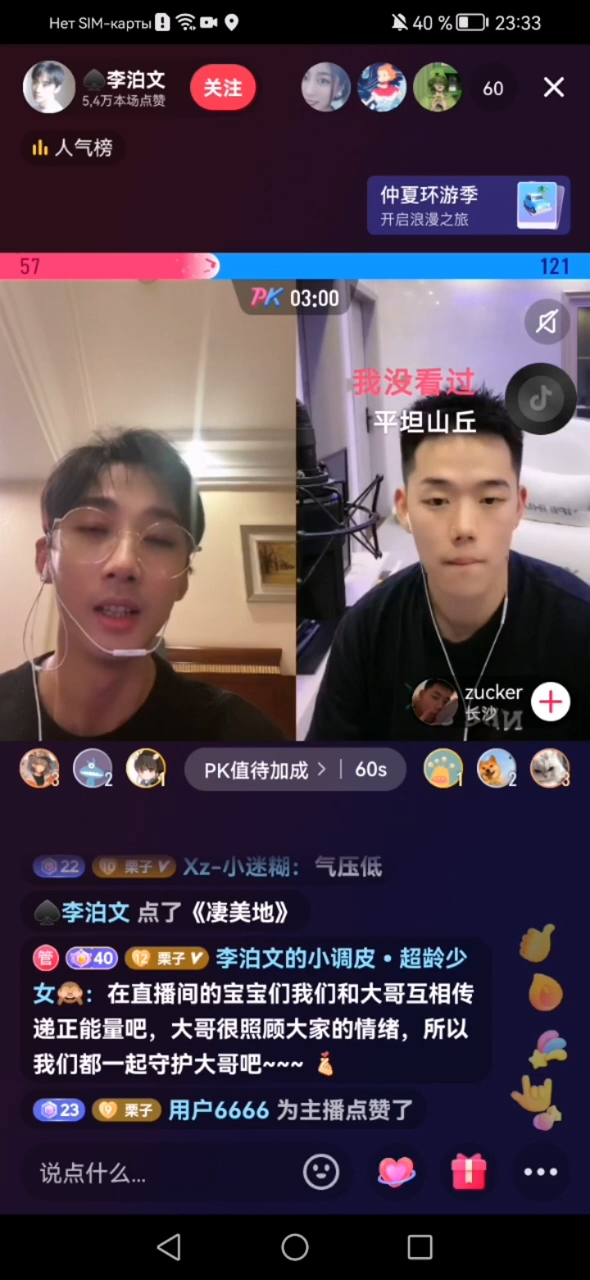 Нет SIM-карты
40 %
23:33
♠李泊文
5,4万本场点赞
关注
60
人气榜
仲夏环游季
开启浪漫之旅
57
121
PK 03:00
我没看过
平坦山丘
zucker
长沙
3
2
1
PK值待加成 > | 60s
1
2
3
22 10 栗子 Xz-小迷糊： 气压低
♠李泊文 点了《凄美地》
管 40 12 栗子 李泊文的小调皮 • 超龄少
女🙈：在直播间的宝宝们我们和大哥互相传
递正能量吧，大哥很照顾大家的情绪，所以
我们都一起守护大哥吧~~~
23 栗子 用户6666 为主播点赞了
说点什么...